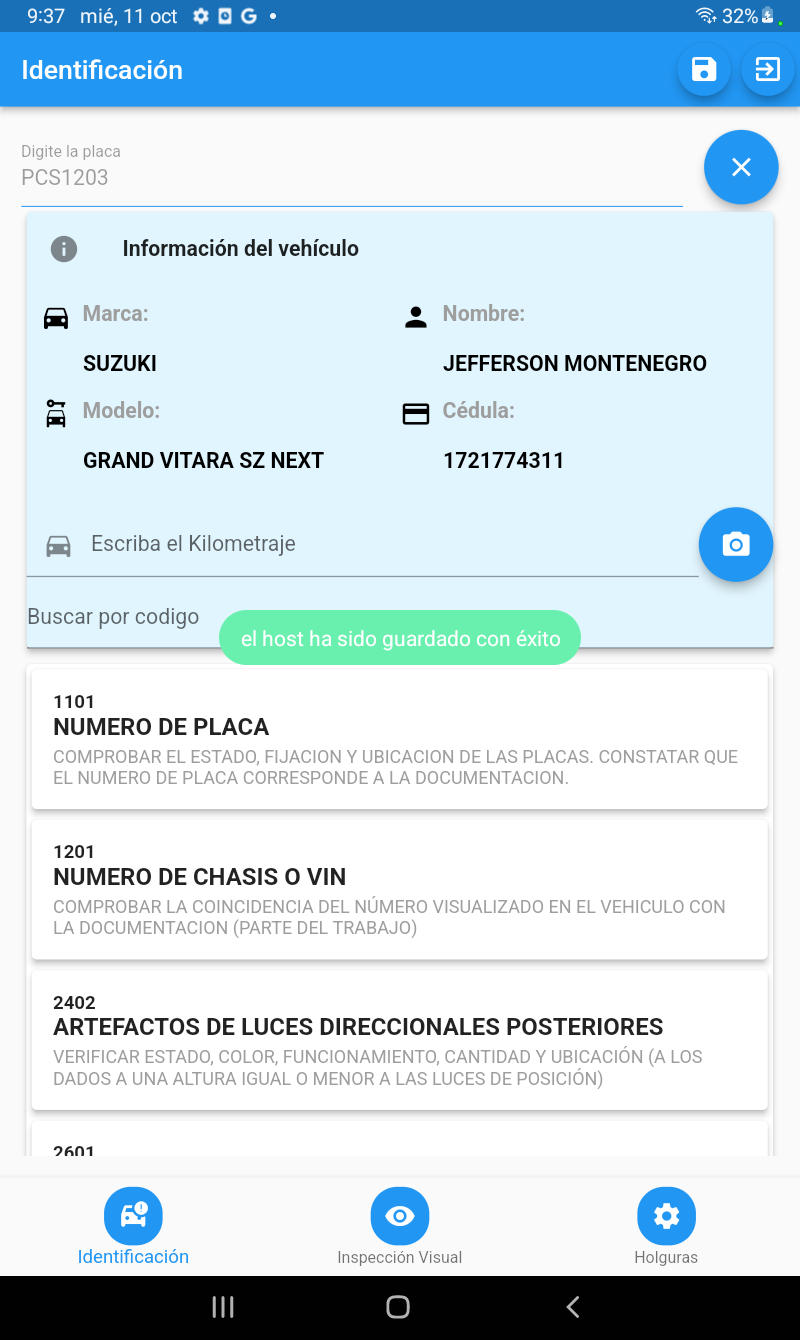 9:37 mié, 11 oct 32%
Identificación
Digite la placa
PCS1203
Información del vehículo
Marca:
Nombre:
SUZUKI
JEFFERSON MONTENEGRO
Modelo:
Cédula:
GRAND VITARA SZ NEXT
1721774311
Escriba el Kilometraje
Buscar por codigo
el host ha sido guardado con éxito
1101
NUMERO DE PLACA
COMPROBAR EL ESTADO, FIJACION Y UBICACION DE LAS PLACAS. CONSTATAR QUE
EL NUMERO DE PLACA CORRESPONDE A LA DOCUMENTACION.
1201
NUMERO DE CHASIS O VIN
COMPROBAR LA COINCIDENCIA DEL NÚMERO VISUALIZADO EN EL VEHICULO CON
LA DOCUMENTACION (PARTE DEL TRABAJO)
2402
ARTEFACTOS DE LUCES DIRECCIONALES POSTERIORES
VERIFICAR ESTADO, COLOR, FUNCIONAMIENTO, CANTIDAD Y UBICACIÓN (A LOS
DADOS A UNA ALTURA IGUAL O MENOR A LAS LUCES DE POSICIÓN)
2601
Identificación
Inspección Visual
Holguras